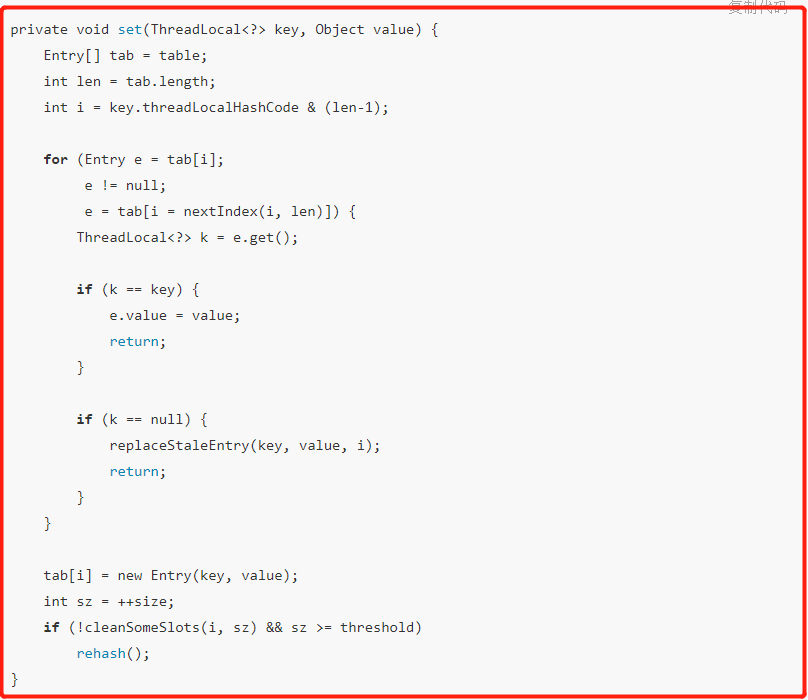 复制代码
private void set(ThreadLocal<?> key, Object value) {
    Entry[] tab = table;
    int len = tab.length;
    int i = key.threadLocalHashCode & (len-1);

    for (Entry e = tab[i];
         e != null;
         e = tab[i = nextIndex(i, len)]) {
        ThreadLocal<?> k = e.get();

        if (k == key) {
            e.value = value;
            return;
        }

        if (k == null) {
            replaceStaleEntry(key, value, i);
            return;
        }
    }

    tab[i] = new Entry(key, value);
    int sz = ++size;
    if (!cleanSomeSlots(i, sz) && sz >= threshold)
        rehash();
}